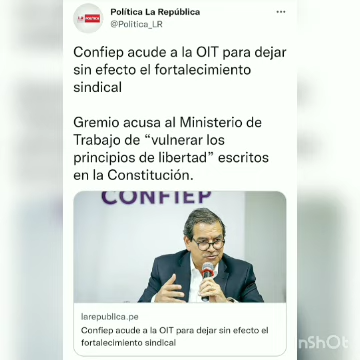 Política La República
@Politica_LR
Confiep acude a la OIT para dejar
sin efecto el fortalecimiento
sindical
Gremio acusa al Ministerio de
Trabajo de “vulnerar los
principios de libertad” escritos
en la Constitución.
CONFIEP
larepublica.pe
Confiep acude a la OIT para dejar sin efecto el
fortalecimiento sindical